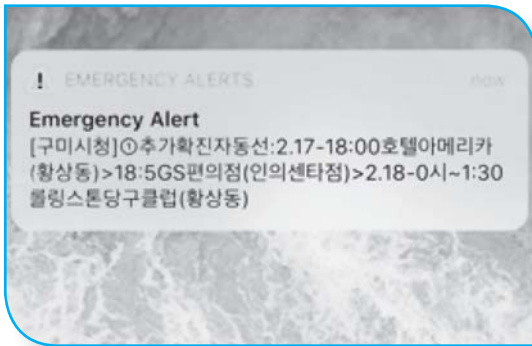 ! EMERGENCY ALERTS now
Emergency Alert
[구미시청]①추가확진자동선:2.17-18:00호텔아메리카
(황상동)>18:5GS편의점(인의센타점)>2.18-0시~1:30
롤링스톤당구클럽(황상동)